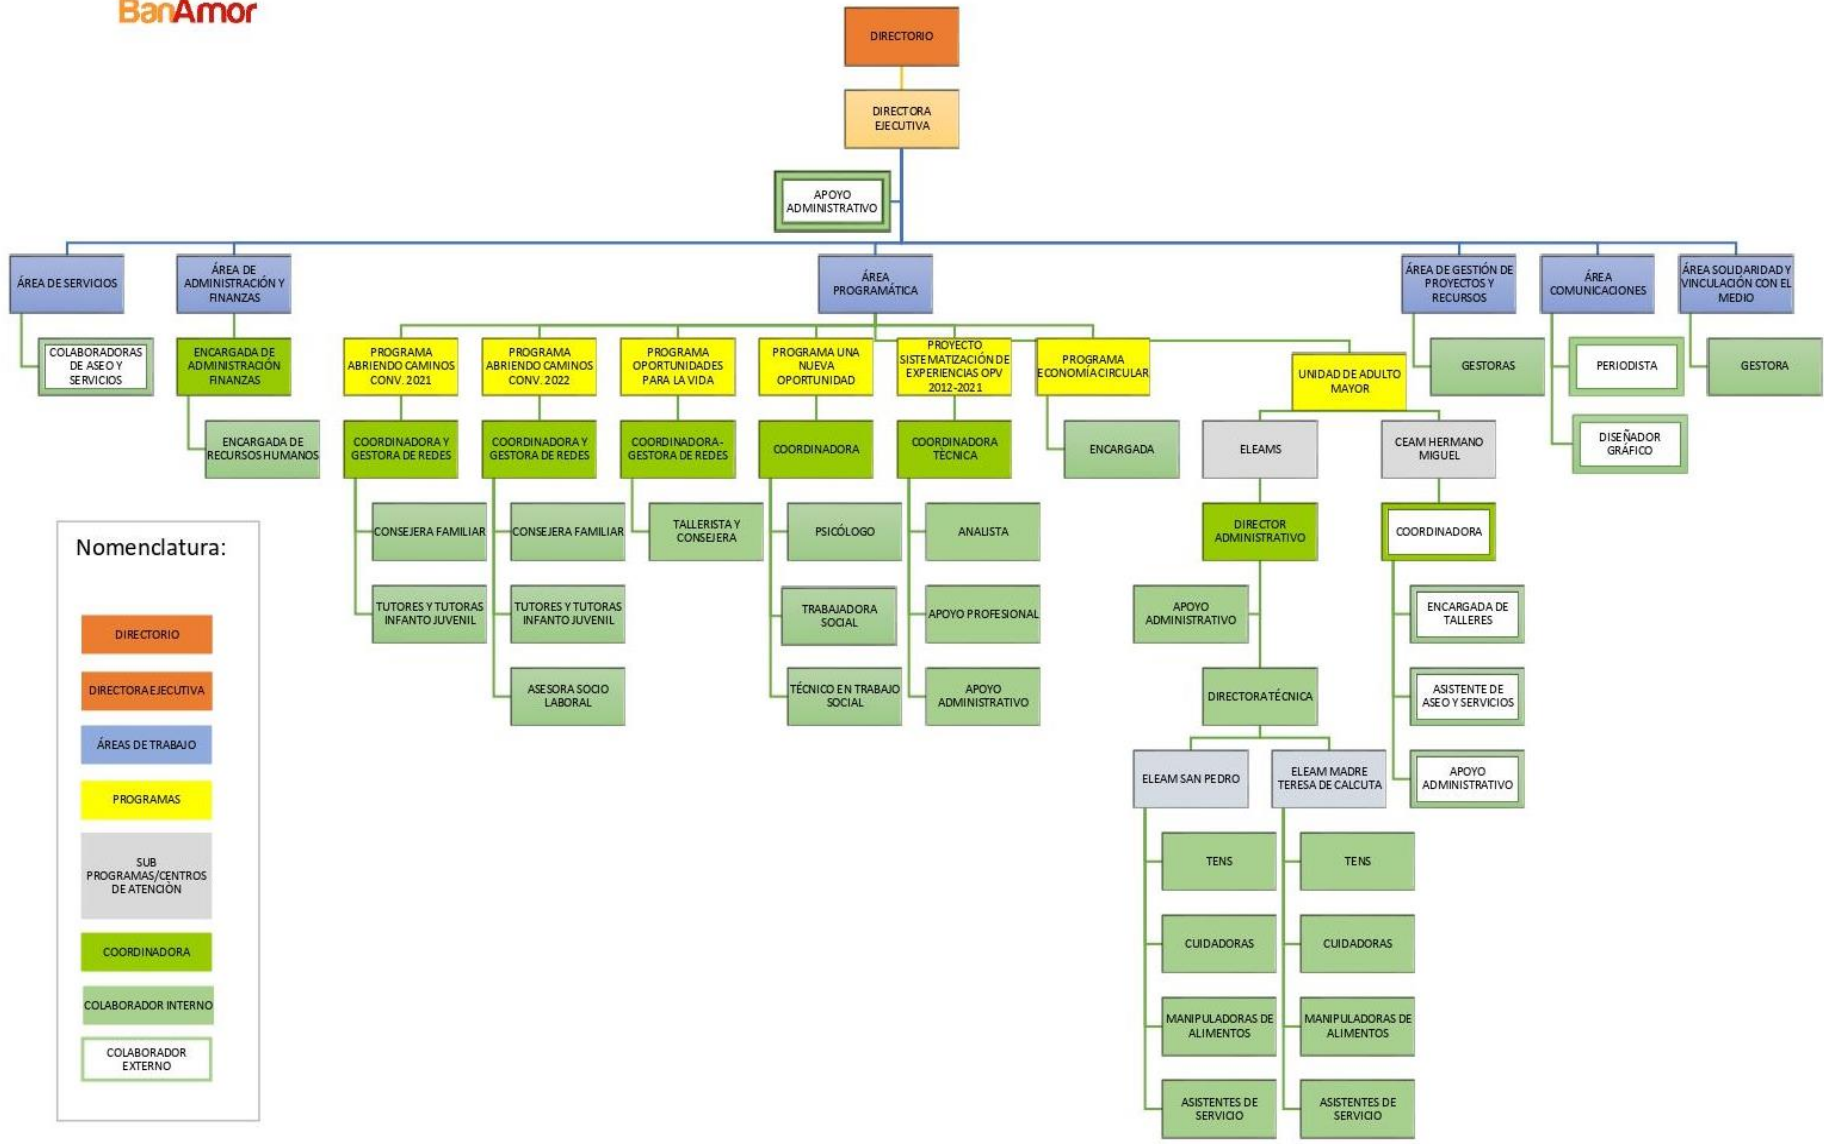 BanAmor
DIRECTORIO
DIRECTORA
EJECUTIVA
APOYO
ADMINISTRATIVO
ÁREA DE SERVICIOS
ÁREA DE
ADMINISTRACIÓN Y
FINANZAS
ÁREA
PROGRAMÁTICA
ÁREA DE GESTIÓN DE
PROYECTOS Y
RECURSOS
ÁREA
COMUNICACIONES
ÁREA SOLIDARIDAD Y
VINCULACIÓN CON EL
MEDIO
COLABORADORAS
DE ASEO Y
SERVICIOS
ENCARGADA DE
ADMINISTRACIÓN
FINANZAS
PROGRAMA
ABRIENDO CAMINOS
CONV. 2021
PROGRAMA
ABRIENDO CAMINOS
CONV. 2022
PROGRAMA
OPORTUNIDADES
PARA LA VIDA
PROGRAMA UNA
NUEVA
OPORTUNIDAD
PROYECTO
SISTEMATIZACIÓN DE
EXPERIENCIAS OPV
2012-2021
PROGRAMA
ECONOMÍA CIRCULAR
UNIDAD DE ADULTO
MAYOR
GESTORAS
PERIODISTA
GESTORA
ENCARGADA DE
RECURSOS HUMANOS
COORDINADORA Y
GESTORA DE REDES
COORDINADORA Y
GESTORA DE REDES
COORDINADORA-
GESTORA DE REDES
COORDINADORA
COORDINADORA
TÈCNICA
ENCARGADA
ELEAMS
CEAM HERMANO
MIGUEL
DISEÑADOR
GRÁFICO
CONSEJERA FAMILIAR
CONSEJERA FAMILIAR
TALLERISTA Y
CONSEJERA
PSICÓLOGO
ANALISTA
DIRECTOR
ADMINISTRATIVO
COORDINADORA
TUTORES Y TUTORAS
INFANTO JUVENIL
TUTORES Y TUTORAS
INFANTO JUVENIL
TRABAJADORA
SOCIAL
APOYO PROFESIONAL
APOYO
ADMINISTRATIVO
ENCARGADA DE
TALLERES
ASESORA SOCIO
LABORAL
TÉCNICO EN TRABAJO
SOCIAL
APOYO
ADMINISTRATIVO
DIRECTORA TÉCNICA
ASISTENTE DE
ASEO Y SERVICIOS
ELEAM SAN PEDRO
ELEAM MADRE
TERESA DE CALCUTA
APOYO
ADMINISTRATIVO
TENS
TENS
CUIDADORAS
CUIDADORAS
MANIPULADORAS DE
ALIMENTOS
MANIPULADORAS DE
ALIMENTOS
ASISTENTES DE
SERVICIO
ASISTENTES DE
SERVICIO
Nomenclatura:
DIRECTORIO
DIRECTORA EJECUTIVA
ÁREAS DE TRABAJO
PROGRAMAS
SUB
PROGRAMAS/CENTROS
DE ATENCIÒN
COORDINADORA
COLABORADOR INTERNO
COLABORADOR
EXTERNO